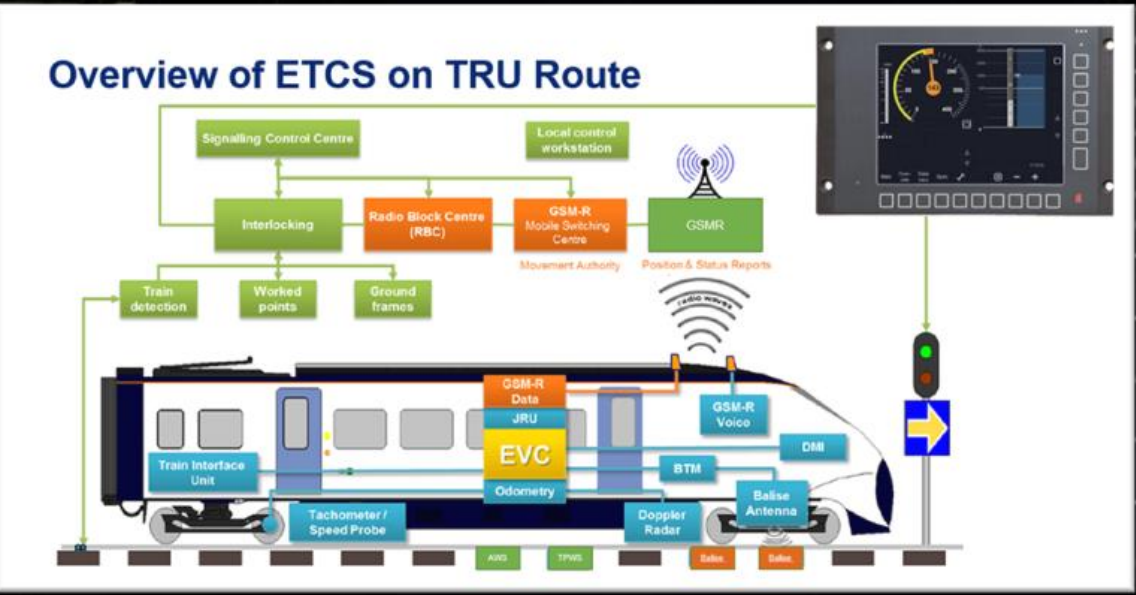 Overview of ETCS on TRU Route
Signalling Control Centre
Local control
workstation
Interlocking
Radio Block Centre
(RBC)
GSM-R
Mobile Switching
Centre
GSMR
Movement Authority
Position & Status Reports
Train
detection
Worked
points
Ground
frames
radio waves
GSM-R
Data
JRU
EVC
Odometry
GSM-R
Voice
DMI
BTM
Train Interface
Unit
Balise
Antenna
Tachometer /
Speed Probe
Doppler
Radar
AWS
TPWS
Balise.
Balise.